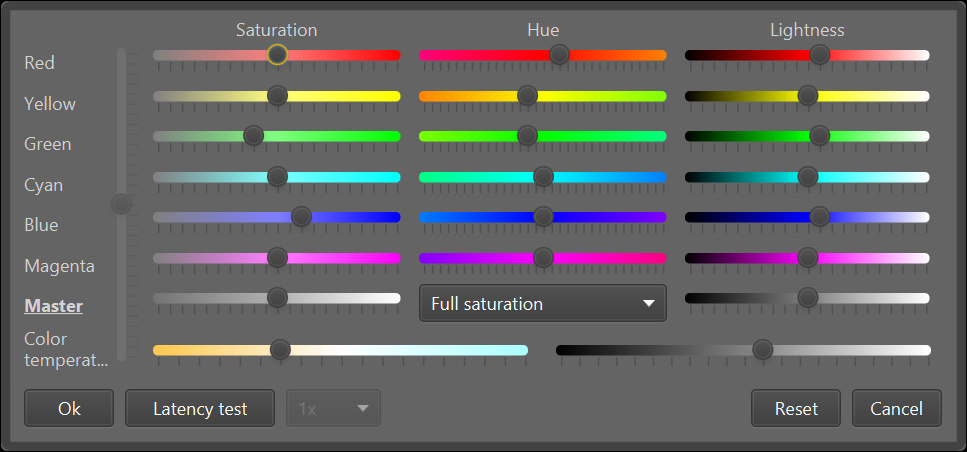 Saturation
Hue
Lightness
Red
Yellow
Green
Cyan
Blue
Magenta
Master
Full saturation
Color
temperat...
Ok
Latency test
1x
Reset
Cancel